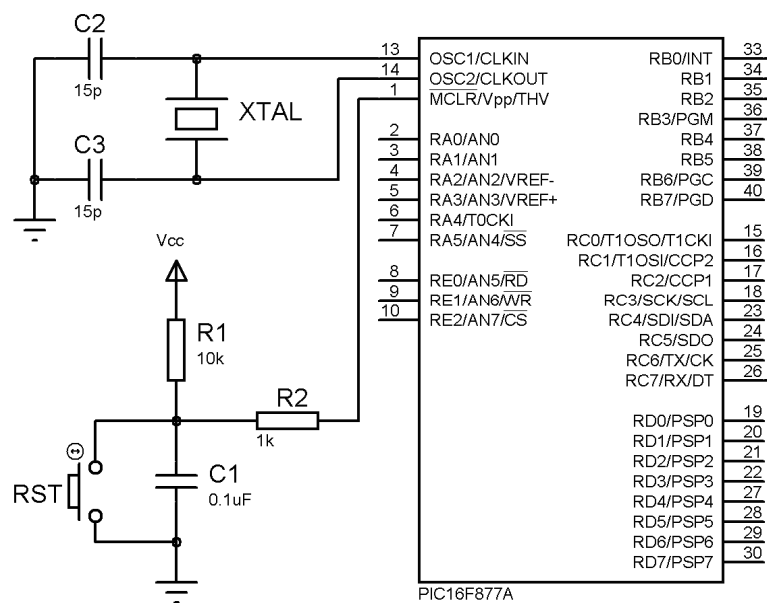 C2
15p
C3
15p
XTAL
Vcc
R1
10k
R2
1k
C1
0.1uF
RST
13 OSC1/CLKIN
14 OSC2/CLKOUT
1 MCLR/Vpp/THV
2 RA0/AN0
3 RA1/AN1
4 RA2/AN2/VREF-
5 RA3/AN3/VREF+
6 RA4/T0CKI
7 RA5/AN4/SS
8 RE0/AN5/RD
9 RE1/AN6/WR
10 RE2/AN7/CS
RB0/INT 33
RB1 34
RB2 35
RB3/PGM 36
RB4 37
RB5 38
RB6/PGC 39
RB7/PGD 40
RC0/T1OSO/T1CKI 15
RC1/T1OSI/CCP2 16
RC2/CCP1 17
RC3/SCK/SCL 18
RC4/SDI/SDA 23
RC5/SDO 24
RC6/TX/CK 25
RC7/RX/DT 26
RD0/PSP0 19
RD1/PSP1 20
RD2/PSP2 21
RD3/PSP3 22
RD4/PSP4 27
RD5/PSP5 28
RD6/PSP6 29
RD7/PSP7 30
PIC16F877A